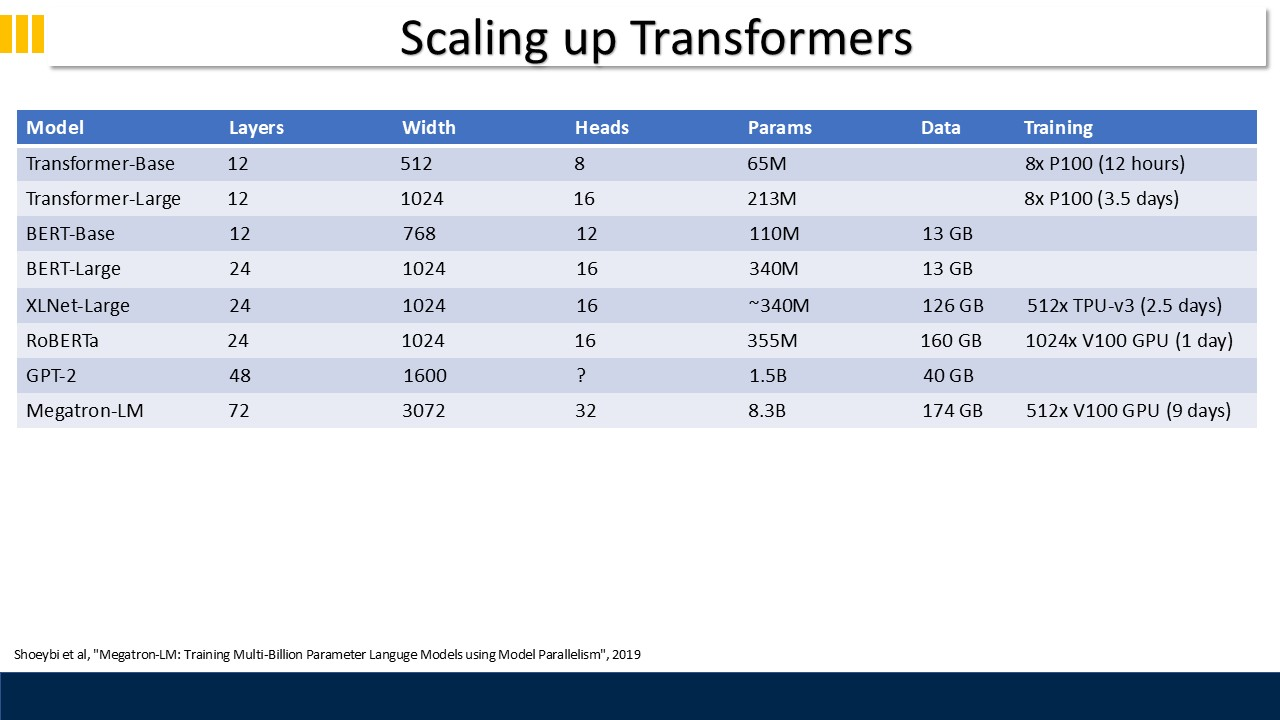 Scaling up Transformers
Model Layers Width Heads Params Data Training
Transformer-Base 12 512 8 65M 8x P100 (12 hours)
Transformer-Large 12 1024 16 213M 8x P100 (3.5 days)
BERT-Base 12 768 12 110M 13 GB
BERT-Large 24 1024 16 340M 13 GB
XLNet-Large 24 1024 16 ~340M 126 GB 512x TPU-v3 (2.5 days)
RoBERTa 24 1024 16 355M 160 GB 1024x V100 GPU (1 day)
GPT-2 48 1600 ? 1.5B 40 GB
Megatron-LM 72 3072 32 8.3B 174 GB 512x V100 GPU (9 days)
Shoeybi et al, "Megatron-LM: Training Multi-Billion Parameter Languge Models using Model Parallelism", 2019